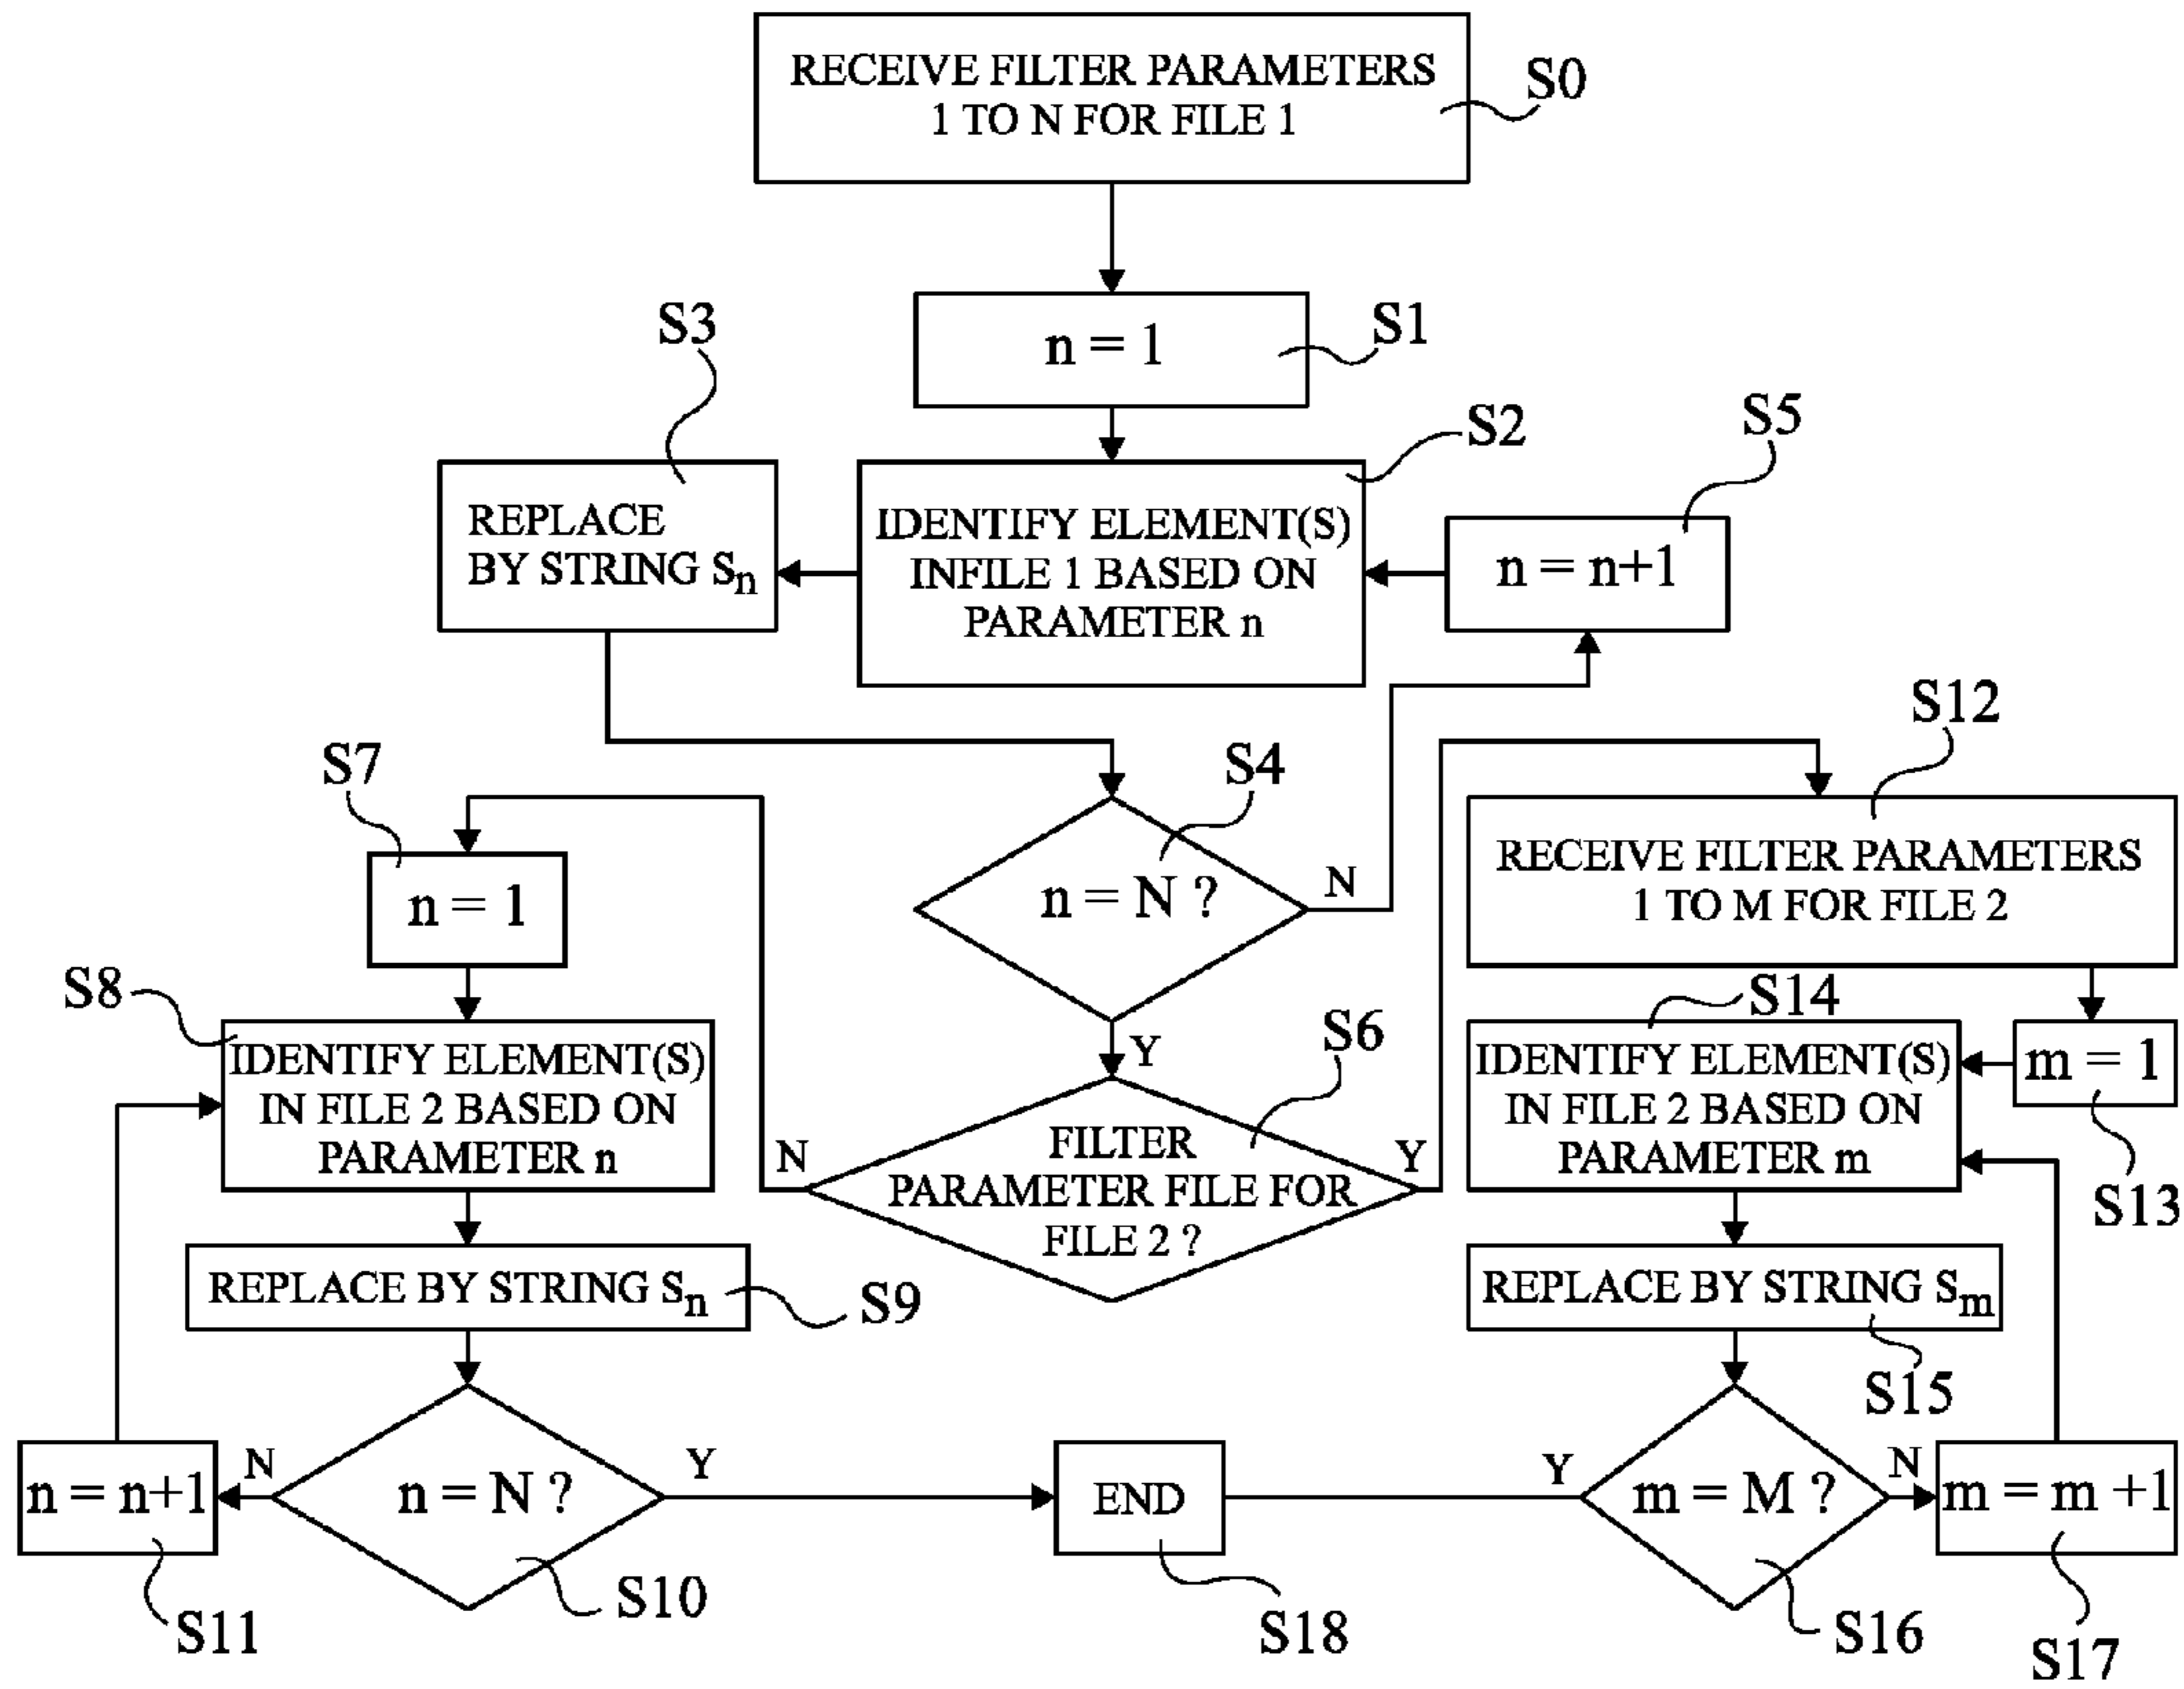 RECEIVE FILTER PARAMETERS
1 TO N FOR FILE 1
S0
n = 1
S1
S3
REPLACE
BY STRING Sn
S2
IDENTIFY ELEMENT(S)
INFILE 1 BASED ON
PARAMETER n
S5
n = n+1
S4
n = N ?
N
Y
S6
FILTER
PARAMETER FILE FOR
FILE 2 ?
N
Y
S7
n = 1
S8
IDENTIFY ELEMENT(S)
IN FILE 2 BASED ON
PARAMETER n
REPLACE BY STRING Sn
S9
n = N ?
N
Y
S10
n = n+1
S11
S12
RECEIVE FILTER PARAMETERS
1 TO M FOR FILE 2
m = 1
S13
S14
IDENTIFY ELEMENT(S)
IN FILE 2 BASED ON
PARAMETER m
REPLACE BY STRING Sm
S15
m = M ?
Y
N
S16
m = m +1
S17
END
S18